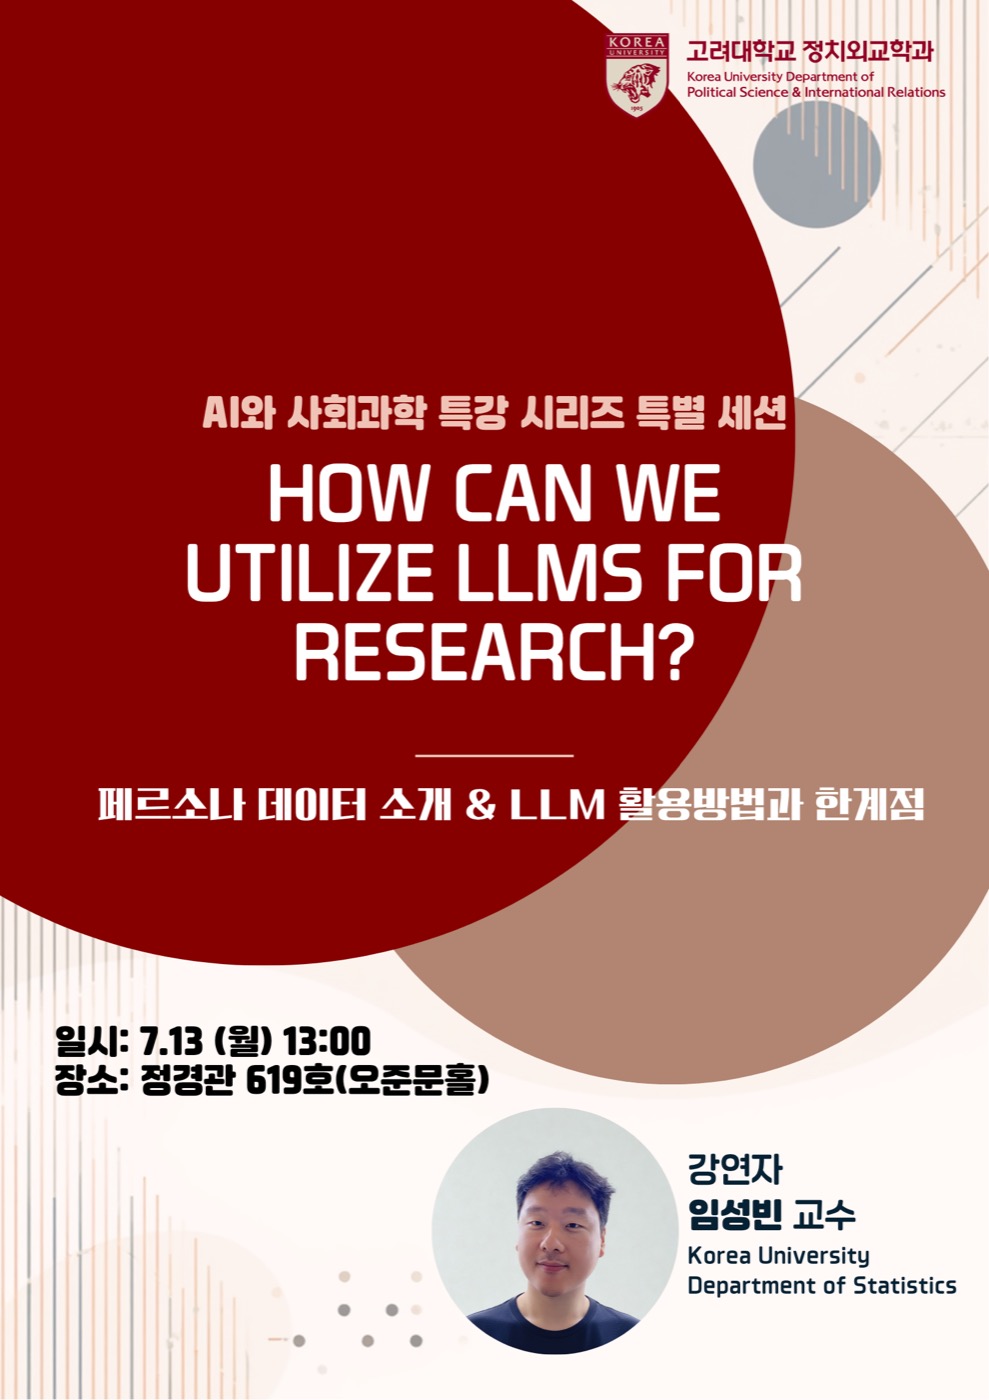 KOREA
UNIVERSITY
1905
고려대학교 정치외교학과
Korea University Department of
Political Science & International Relations
AI와 사회과학 특강 시리즈 특별 세션
HOW CAN WE
UTILIZE LLMS FOR
RESEARCH?
페르소나 데이터 소개 & LLM 활용방법과 한계점
일시: 7.13 (월) 13:00
장소: 정경관 619호(오준문홀)
강연자
임성빈 교수
Korea University
Department of Statistics